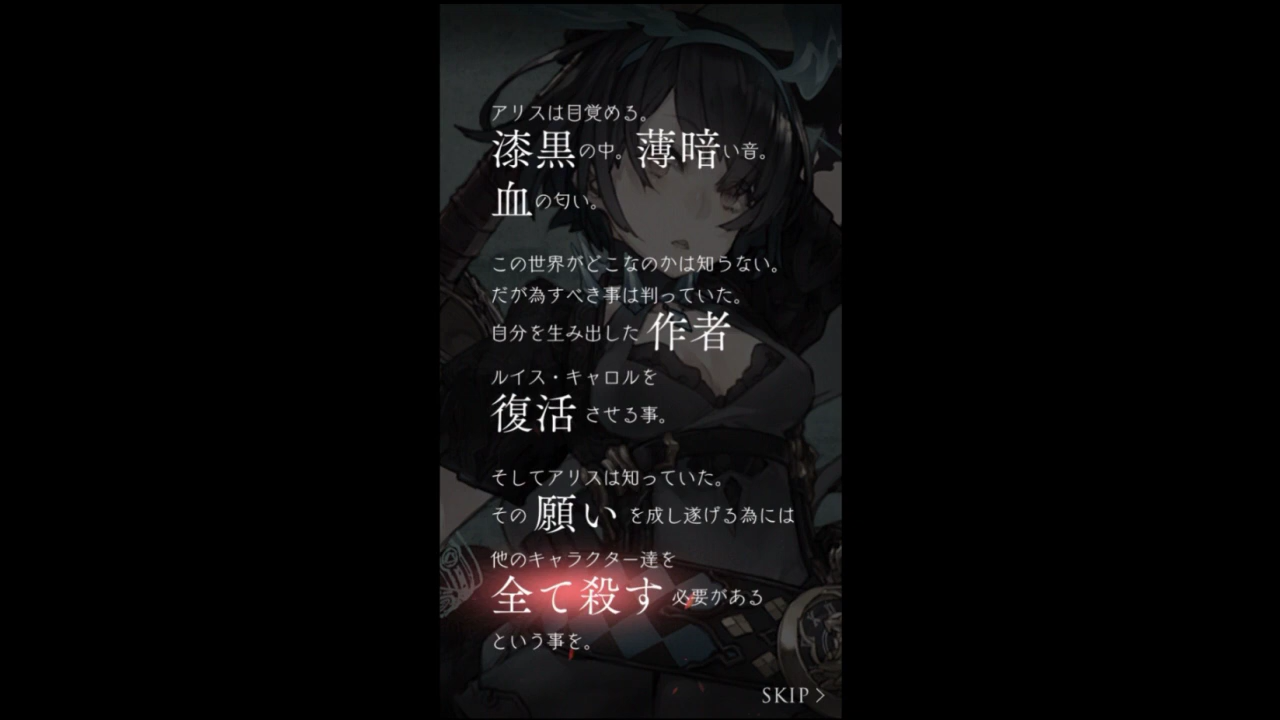 アリスは目覚める。
漆黒の中。薄暗い音。
血の匂い。
この世界がどこなのかは知らない。
だが為すべき事は判っていた。
自分を生み出した作者
ルイス・キャロルを
復活させる事。
そしてアリスは知っていた。
その願いを成し遂げる為には
他のキャラクター達を
全て殺す必要がある
という事を。
SKIP >